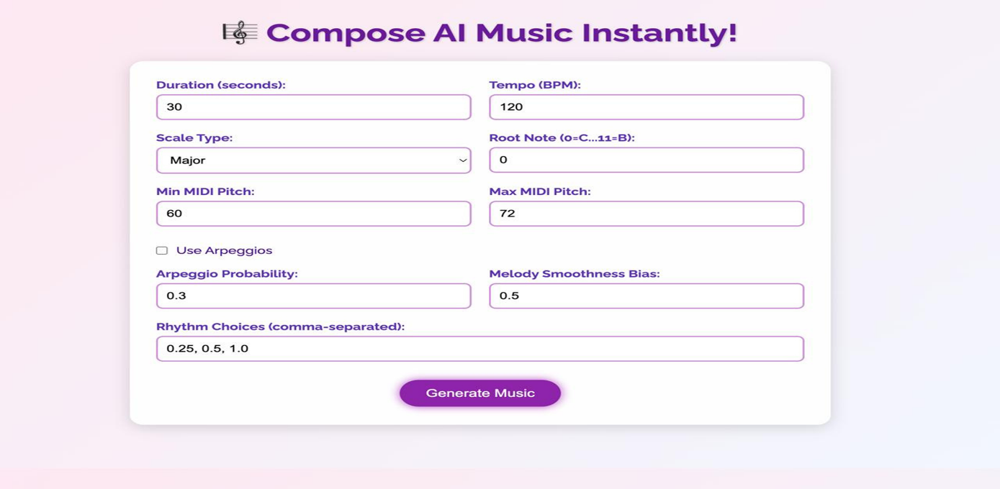 Compose AI Music Instantly!
Duration (seconds): Tempo (BPM):
30 120
Scale Type: Root Note (0=C...11=B):
Major 0
Min MIDI Pitch: Max MIDI Pitch:
60 72
Use Arpeggios
Arpeggio Probability: Melody Smoothness Bias:
0.3 0.5
Rhythm Choices (comma-separated):
0.25, 0.5, 1.0
Generate Music